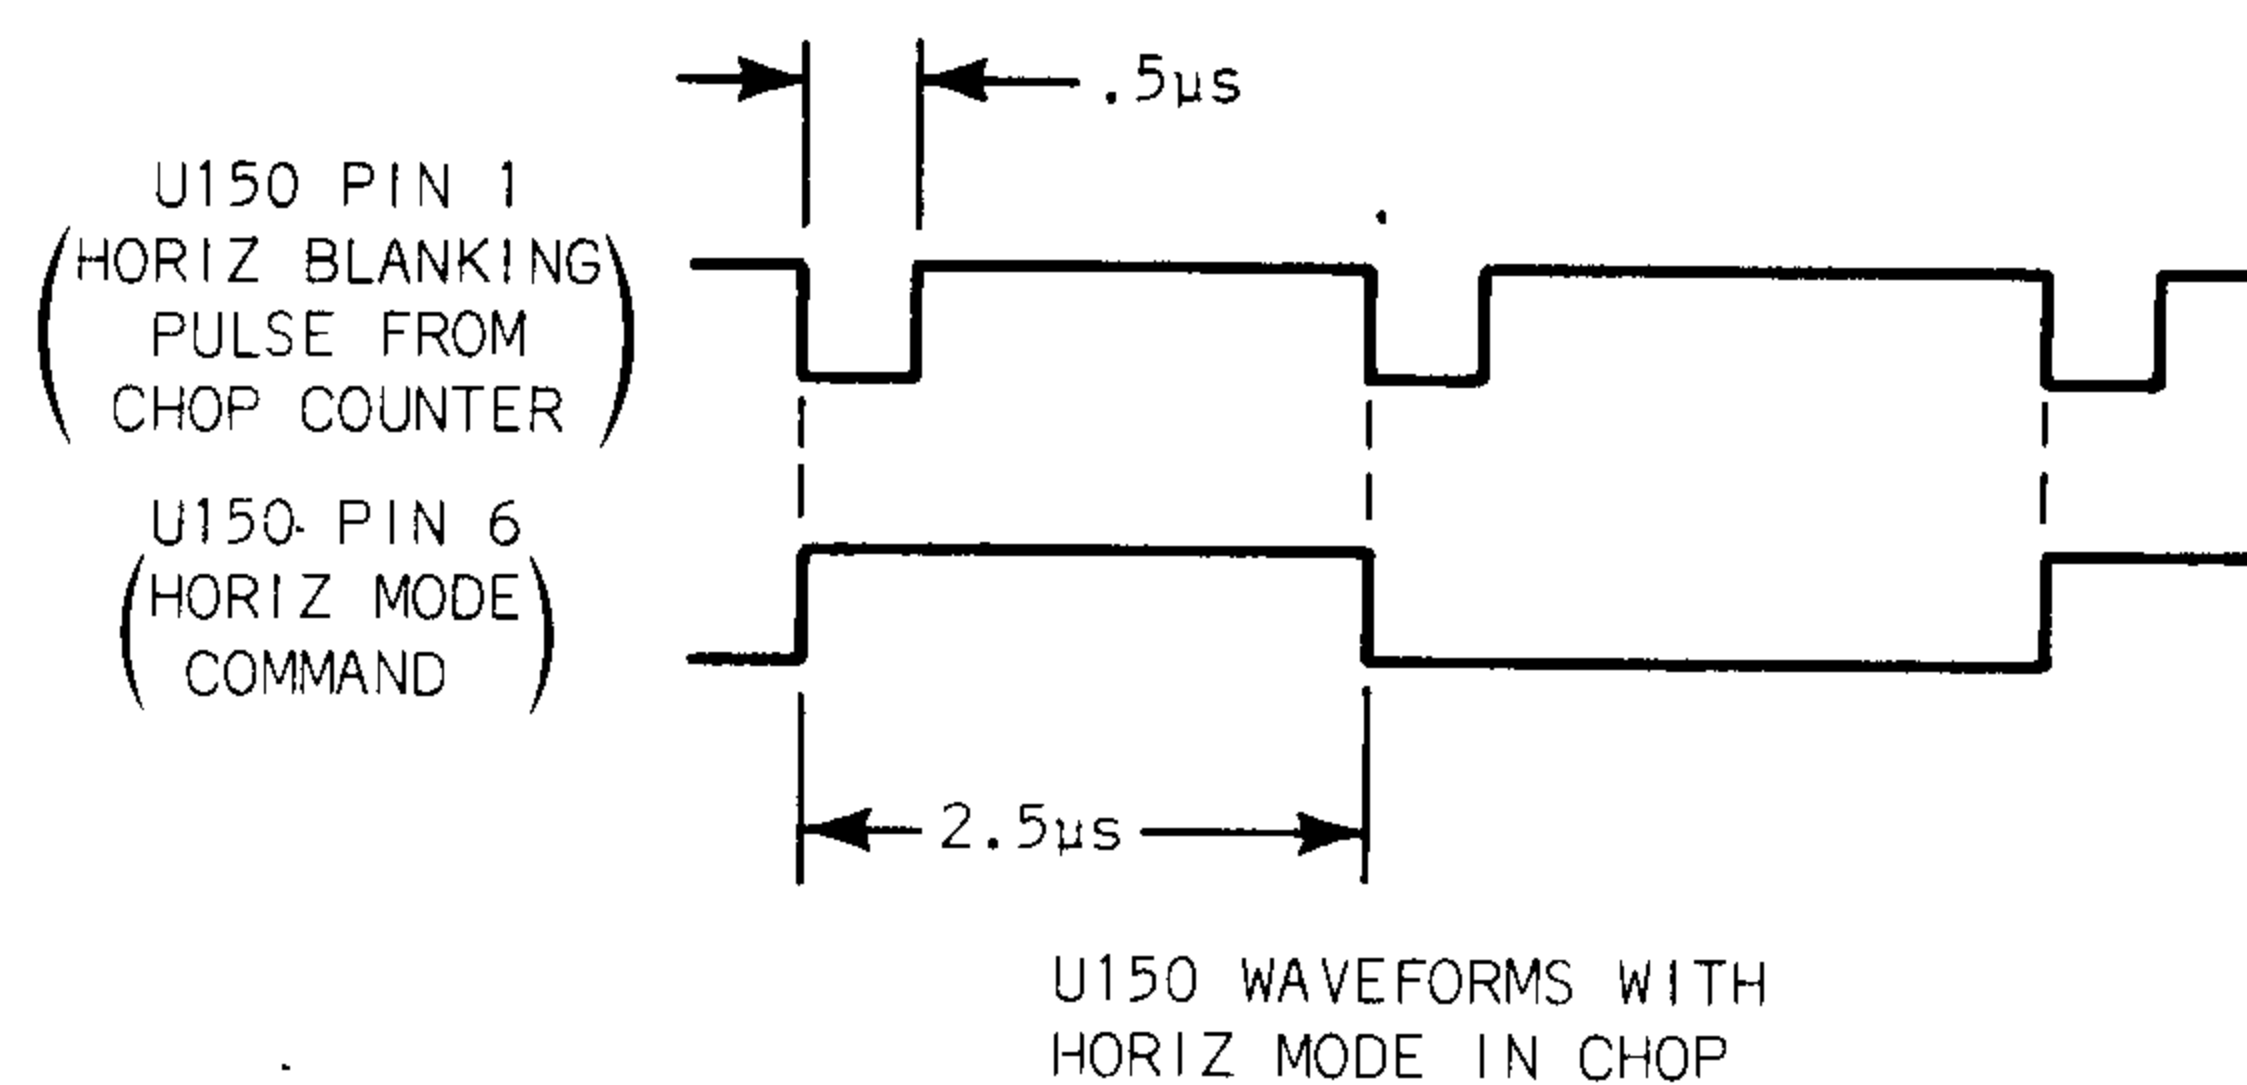 .5µs
U150 PIN 1
(HORIZ BLANKING
PULSE FROM
CHOP COUNTER)
U150 PIN 6
(HORIZ MODE
COMMAND)
2.5µs
U150 WAVEFORMS WITH
HORIZ MODE IN CHOP